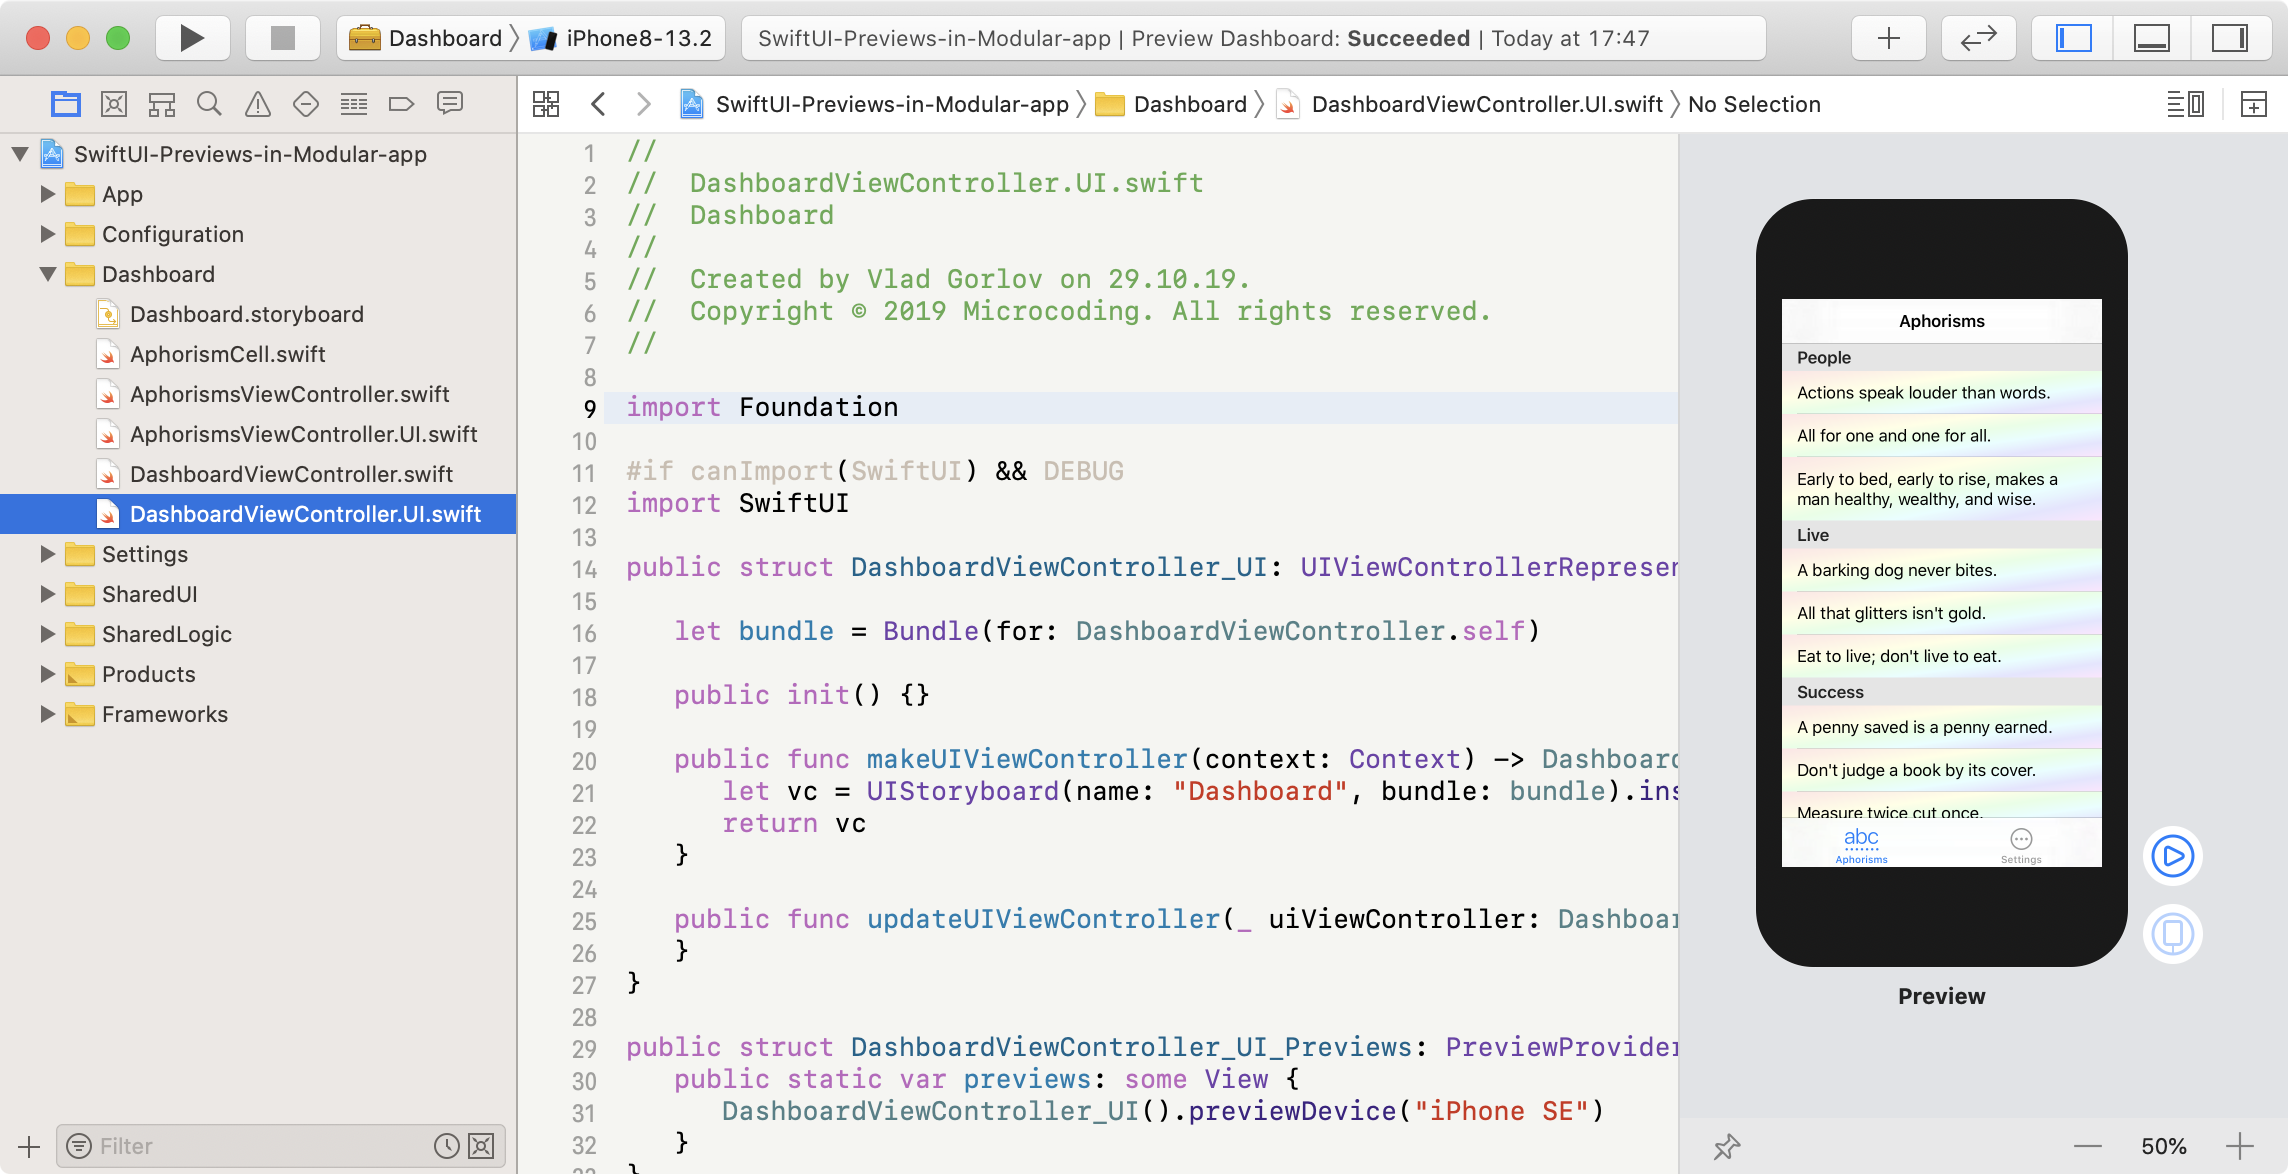 Dashboard
iPhone8-13.2
SwiftUI-Previews-in-Modular-app | Preview Dashboard: Succeeded | Today at 17:47
SwiftUI-Previews-in-Modular-app
Dashboard
DashboardViewController.UI.swift
No Selection
SwiftUI-Previews-in-Modular-app
App
Configuration
Dashboard
Dashboard.storyboard
AphorismCell.swift
AphorismsViewController.swift
AphorismsViewController.UI.swift
DashboardViewController.swift
DashboardViewController.UI.swift
Settings
SharedUI
SharedLogic
Products
Frameworks
Filter
1 //
2 //  DashboardViewController.UI.swift
3 //  Dashboard
4 //
5 //  Created by Vlad Gorlov on 29.10.19.
6 //  Copyright © 2019 Microcoding. All rights reserved.
7 //
8
9 import Foundation
10
11 #if canImport(SwiftUI) && DEBUG
12 import SwiftUI
13
14 public struct DashboardViewController_UI: UIViewControllerRepresen
15
16    let bundle = Bundle(for: DashboardViewController.self)
17
18    public init() {}
19
20    public func makeUIViewController(context: Context) -> Dashboard
21       let vc = UIStoryboard(name: "Dashboard", bundle: bundle).ins
22       return vc
23    }
24
25    public func updateUIViewController(_ uiViewController: Dashboar
26    }
27 }
28
29 public struct DashboardViewController_UI_Previews: PreviewProvider
30    public static var previews: some View {
31       DashboardViewController_UI().previewDevice("iPhone SE")
32    }
Aphorisms
People
Actions speak louder than words.
All for one and one for all.
Early to bed, early to rise, makes a
man healthy, wealthy, and wise.
Live
A barking dog never bites.
All that glitters isn't gold.
Eat to live; don't live to eat.
Success
A penny saved is a penny earned.
Don't judge a book by its cover.
Measure twice cut once.
abc
Aphorisms
Settings
Preview
50%